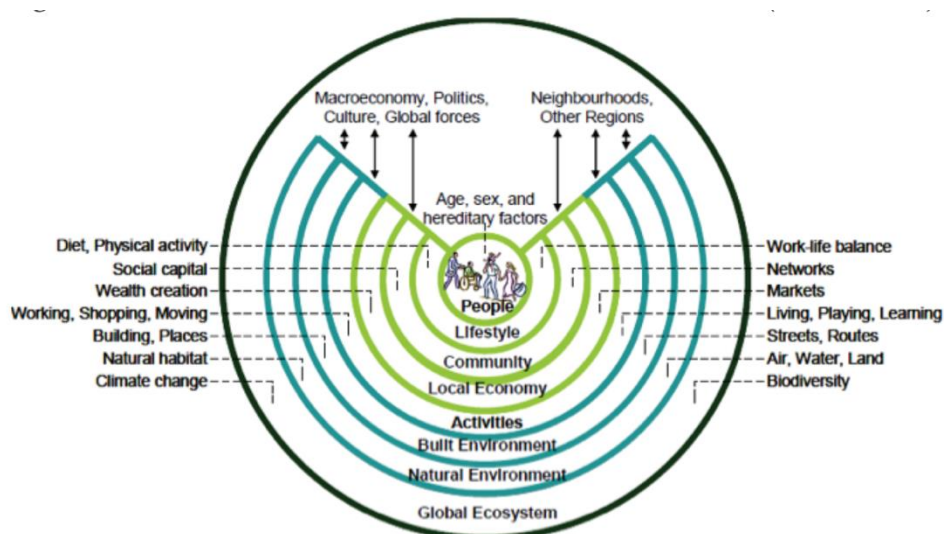 Macroeconomy, Politics,
Culture, Global forces
Neighbourhoods,
Other Regions
Age, sex, and
hereditary factors
Diet, Physical activity
Social capital
Wealth creation
Working, Shopping, Moving
Building, Places
Natural habitat
Climate change
Work-life balance
Networks
Markets
Living, Playing, Learning
Streets, Routes
Air, Water, Land
Biodiversity
People
Lifestyle
Community
Local Economy
Activities
Built Environment
Natural Environment
Global Ecosystem